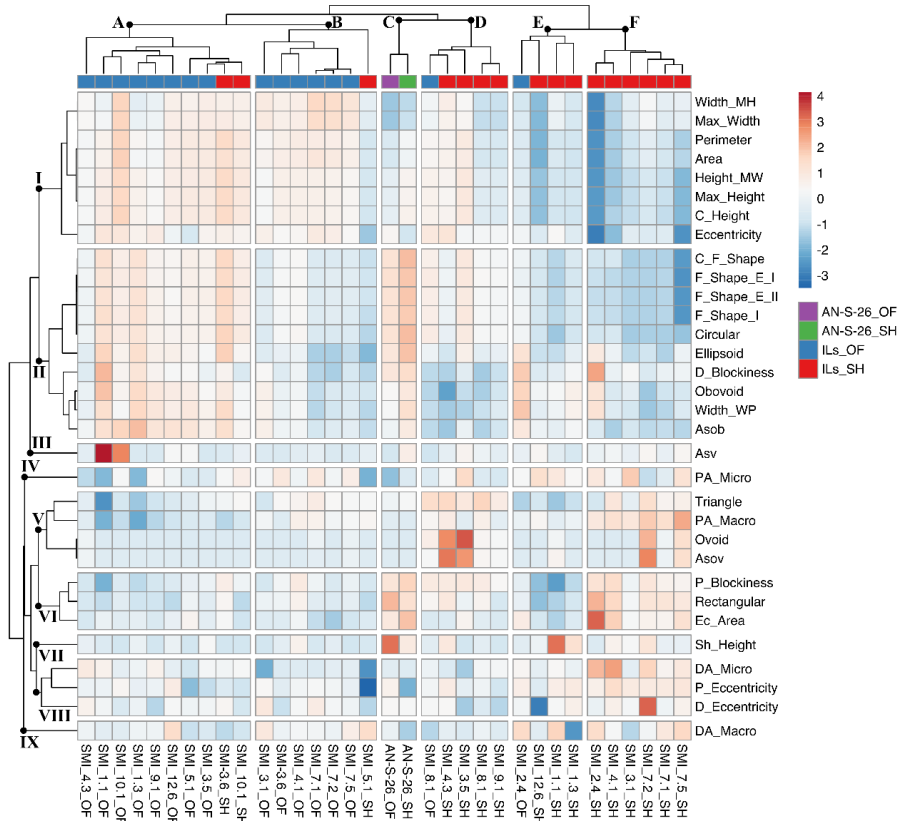 A
B
C
D
E
F
I
II
III
IV
V
VI
VII
VIII
IX
Width_MH
Max_Width
Perimeter
Area
Height_MW
Max_Height
C_Height
Eccentricity
C_F_Shape
F_Shape_E_I
F_Shape_E_II
F_Shape_I
Circular
Ellipsoid
D_Blockiness
Obovoid
Width_WP
Asob
Asv
PA_Micro
Triangle
PA_Macro
Ovoid
Asov
P_Blockiness
Rectangular
Ec_Area
Sh_Height
DA_Micro
P_Eccentricity
D_Eccentricity
DA_Macro
4
3
2
1
0
-1
-2
-3
AN-S-26_OF
AN-S-26_SH
ILs_OF
ILs_SH
SMI_4.3_OF
SMI_1.1_OF
SMI_10.1_OF
SMI_1.3_OF
SMI_9.1_OF
SMI_12.6_OF
SMI_5.1_OF
SMI_3.5_OF
SMI-3.6_SH
SMI_10.1_SH
SMI_3.1_OF
SMI-3.6_OF
SMI_4.1_OF
SMI_7.1_OF
SMI_7.2_OF
SMI_7.5_OF
SMI_5.1_SH
AN-S-26_OF
AN-S-26_SH
SMI_8.1_OF
SMI_4.3_SH
SMI_3.5_SH
SMI_8.1_SH
SMI_9.1_SH
SMI_2.4_OF
SMI_12.6_SH
SMI_1.1_SH
SMI_1.3_SH
SMI_2.4_SH
SMI_4.1_SH
SMI_3.1_SH
SMI_7.2_SH
SMI_7.1_SH
SMI_7.5_SH